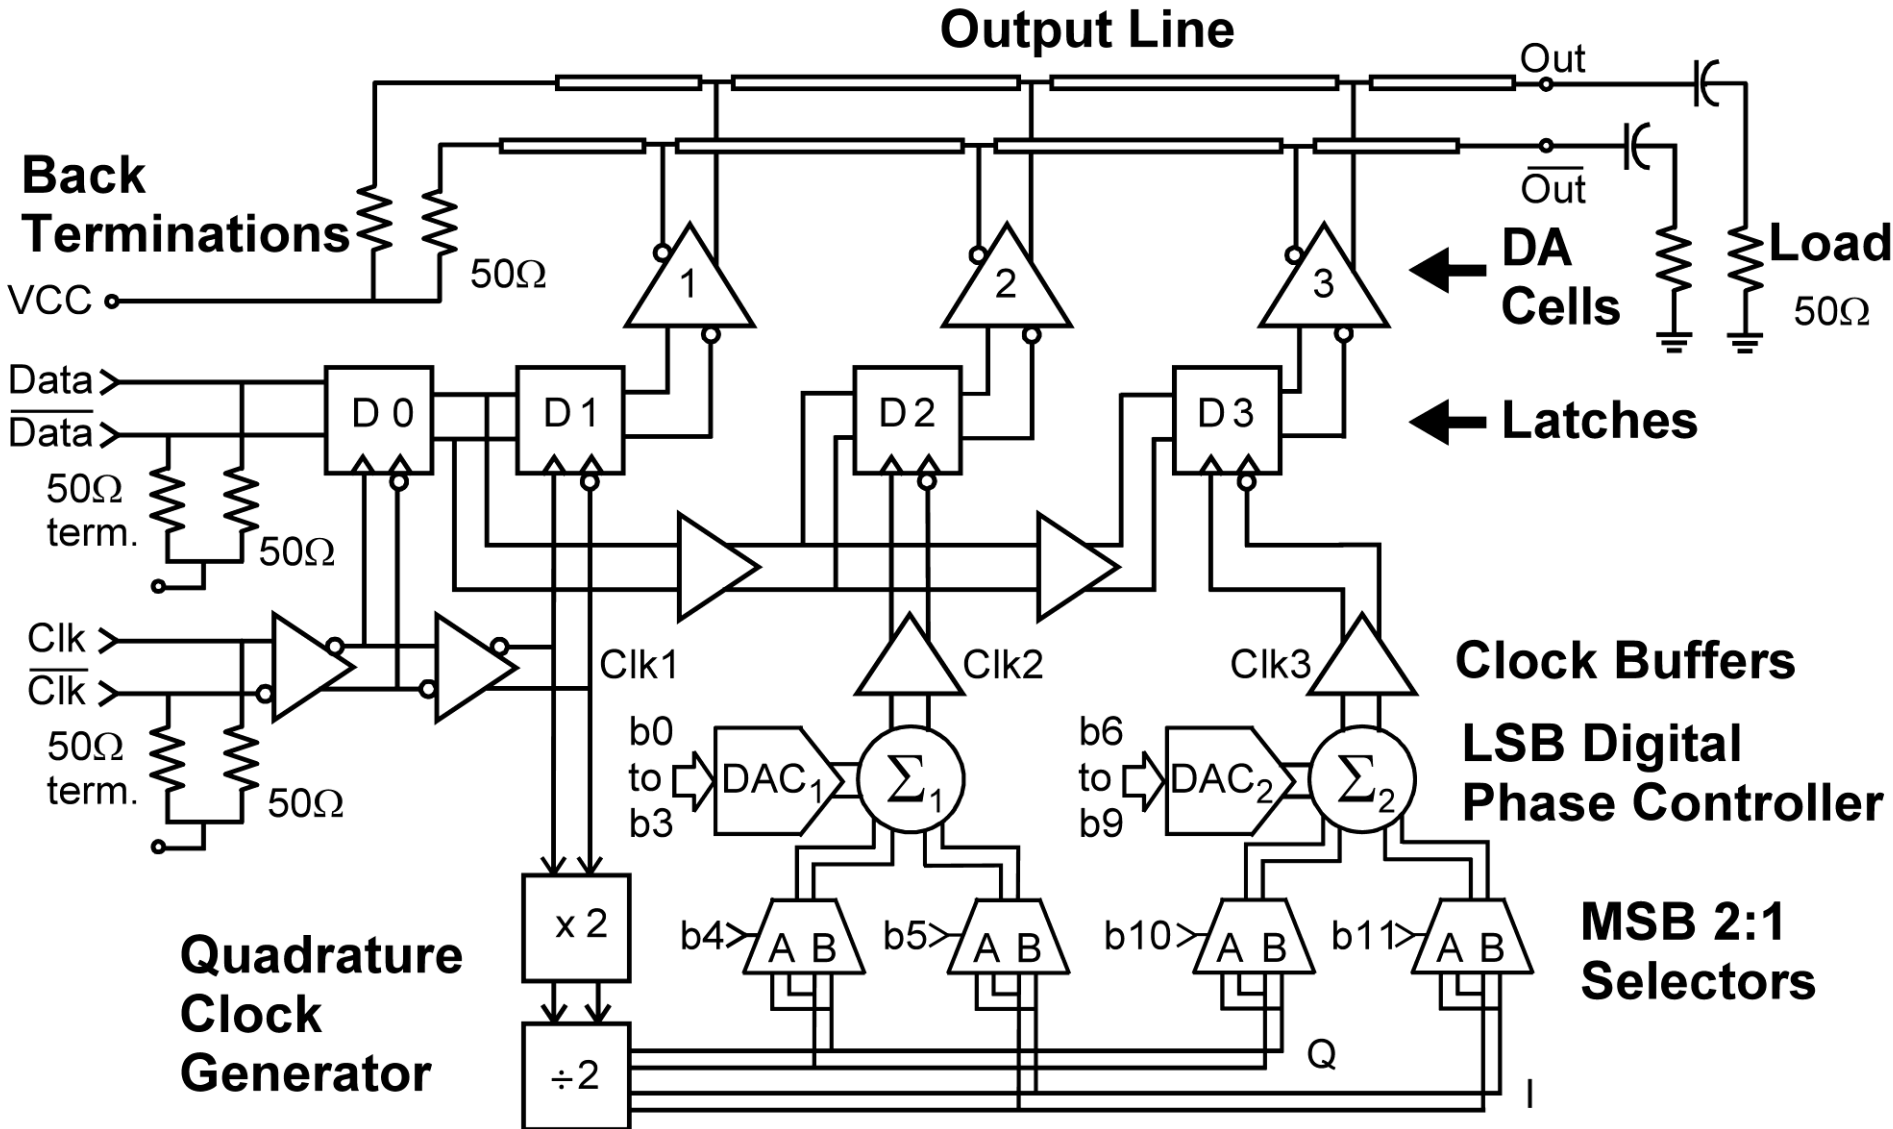 Output Line
Out
O̅u̅t̅
Back
Terminations
50Ω
VCC
1
2
3
DA
Cells
Load
50Ω
Data
D̅a̅t̅a̅
D 0
D 1
D 2
D 3
Latches
50Ω
term.
50Ω
Clk
C̅l̅k̅
Clk1
Clk2
Clk3
Clock Buffers
50Ω
term.
50Ω
b0
to
b3
DAC1
Σ1
b6
to
b9
DAC2
Σ2
LSB Digital
Phase Controller
x 2
b4
A B
b5
A B
b10
A B
b11
A B
MSB 2:1
Selectors
Quadrature
Clock
Generator
÷2
Q
I